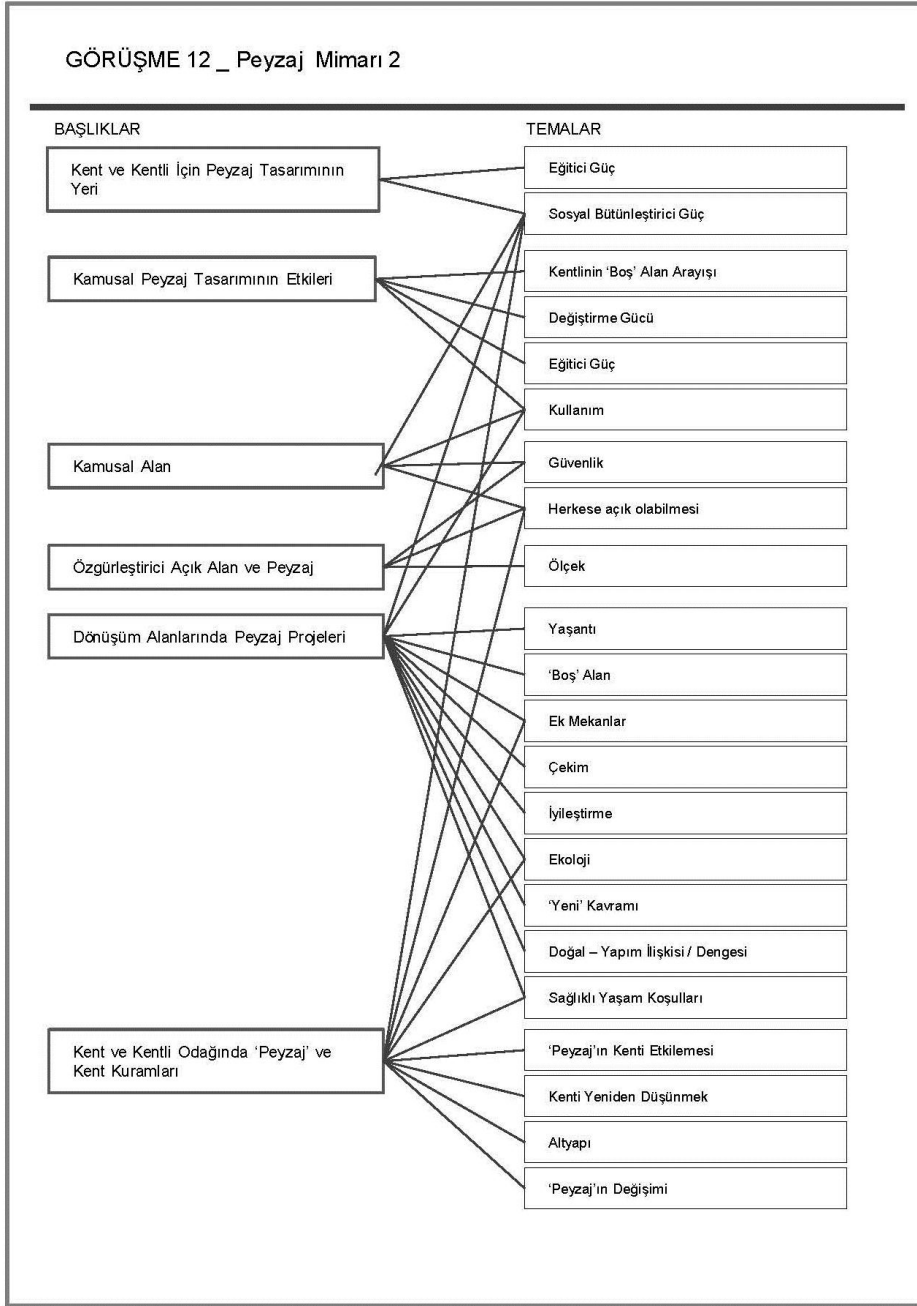 GÖRÜŞME 12 _ Peyzaj Mimarı 2
BAŞLIKLAR
Kent ve Kentli İçin Peyzaj Tasarımının
Yeri
Kamusal Peyzaj Tasarımının Etkileri
Kamusal Alan
Özgürleştirici Açık Alan ve Peyzaj
Dönüşüm Alanlarında Peyzaj Projeleri
Kent ve Kentli Odağında ‘Peyzaj’ ve
Kent Kuramları
TEMALAR
Eğitici Güç
Sosyal Bütünleştirici Güç
Kentlinin ‘Boş’ Alan Arayışı
Değiştirme Gücü
Eğitici Güç
Kullanım
Güvenlik
Herkese açık olabilmesi
Ölçek
Yaşantı
‘Boş’ Alan
Ek Mekanlar
Çekim
İyileştirme
Ekoloji
‘Yeni’ Kavramı
Doğal – Yapım İlişkisi / Dengesi
Sağlıklı Yaşam Koşulları
‘Peyzaj’ın Kenti Etkilemesi
Kenti Yeniden Düşünmek
Altyapı
‘Peyzaj’ın Değişimi